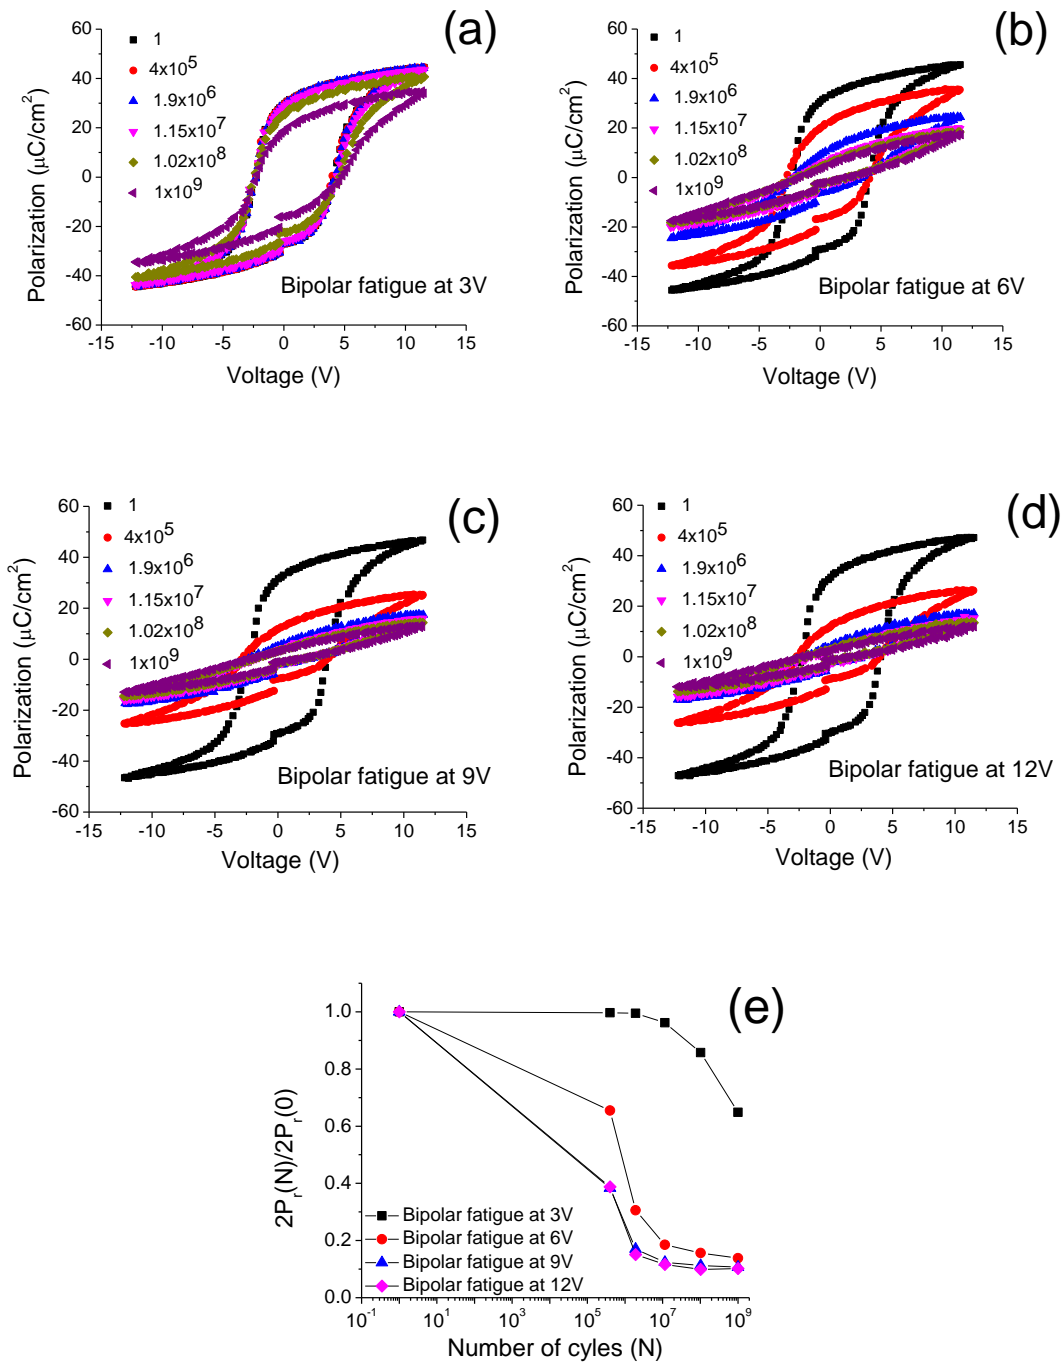 (a)
60
40
20
0
-20
-40
-60
Polarization (μC/cm²)
1
4x10⁵
1.9x10⁶
1.15x10⁷
1.02x10⁸
1x10⁹
Bipolar fatigue at 3V
-15 -10 -5 0 5 10 15
Voltage (V)
(b)
60
40
20
0
-20
-40
-60
Polarization (μC/cm²)
1
4x10⁵
1.9x10⁶
1.15x10⁷
1.02x10⁸
1x10⁹
Bipolar fatigue at 6V
-15 -10 -5 0 5 10 15
Voltage (V)
(c)
60
40
20
0
-20
-40
-60
Polarization (μC/cm²)
1
4x10⁵
1.9x10⁶
1.15x10⁷
1.02x10⁸
1x10⁹
Bipolar fatigue at 9V
-15 -10 -5 0 5 10 15
Voltage (V)
(d)
60
40
20
0
-20
-40
-60
Polarization (μC/cm²)
1
4x10⁵
1.9x10⁶
1.15x10⁷
1.02x10⁸
1x10⁹
Bipolar fatigue at 12V
-15 -10 -5 0 5 10 15
Voltage (V)
(e)
1.0
0.8
0.6
0.4
0.2
0.0
2Pᵣ(N)/2Pᵣ(0)
Bipolar fatigue at 3V
Bipolar fatigue at 6V
Bipolar fatigue at 9V
Bipolar fatigue at 12V
10⁻¹ 10¹ 10³ 10⁵ 10⁷ 10⁹
Number of cyles (N)